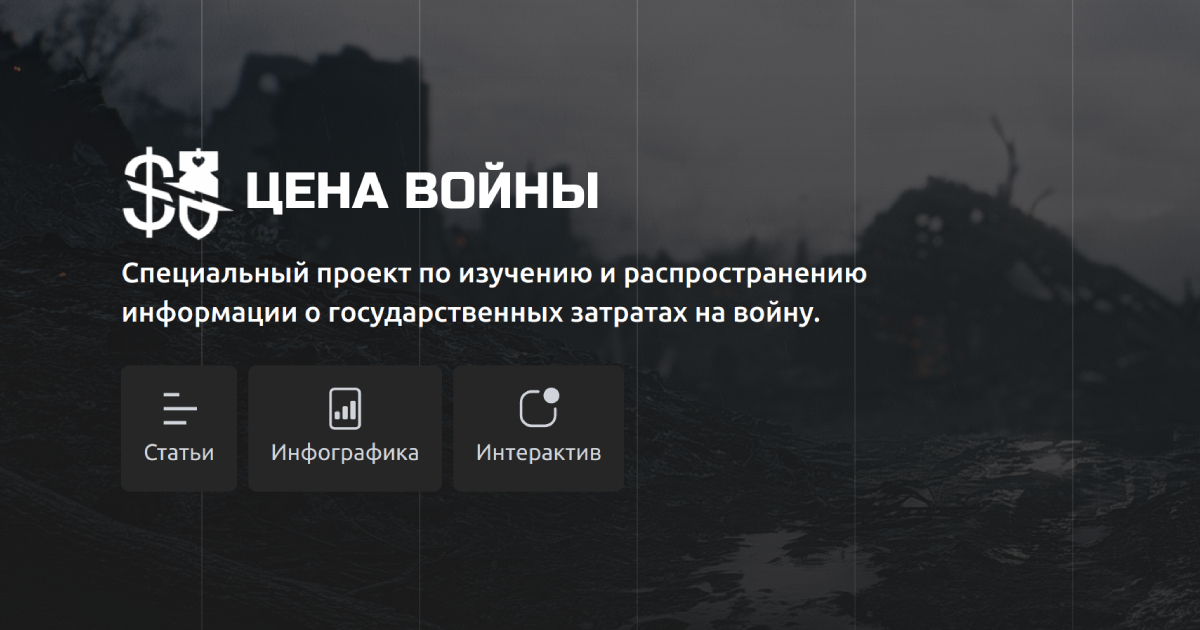 ЦЕНА ВОЙНЫ
Специальный проект по изучению и распространению
информации о государственных затратах на войну.
Статьи
Инфографика
Интерактив